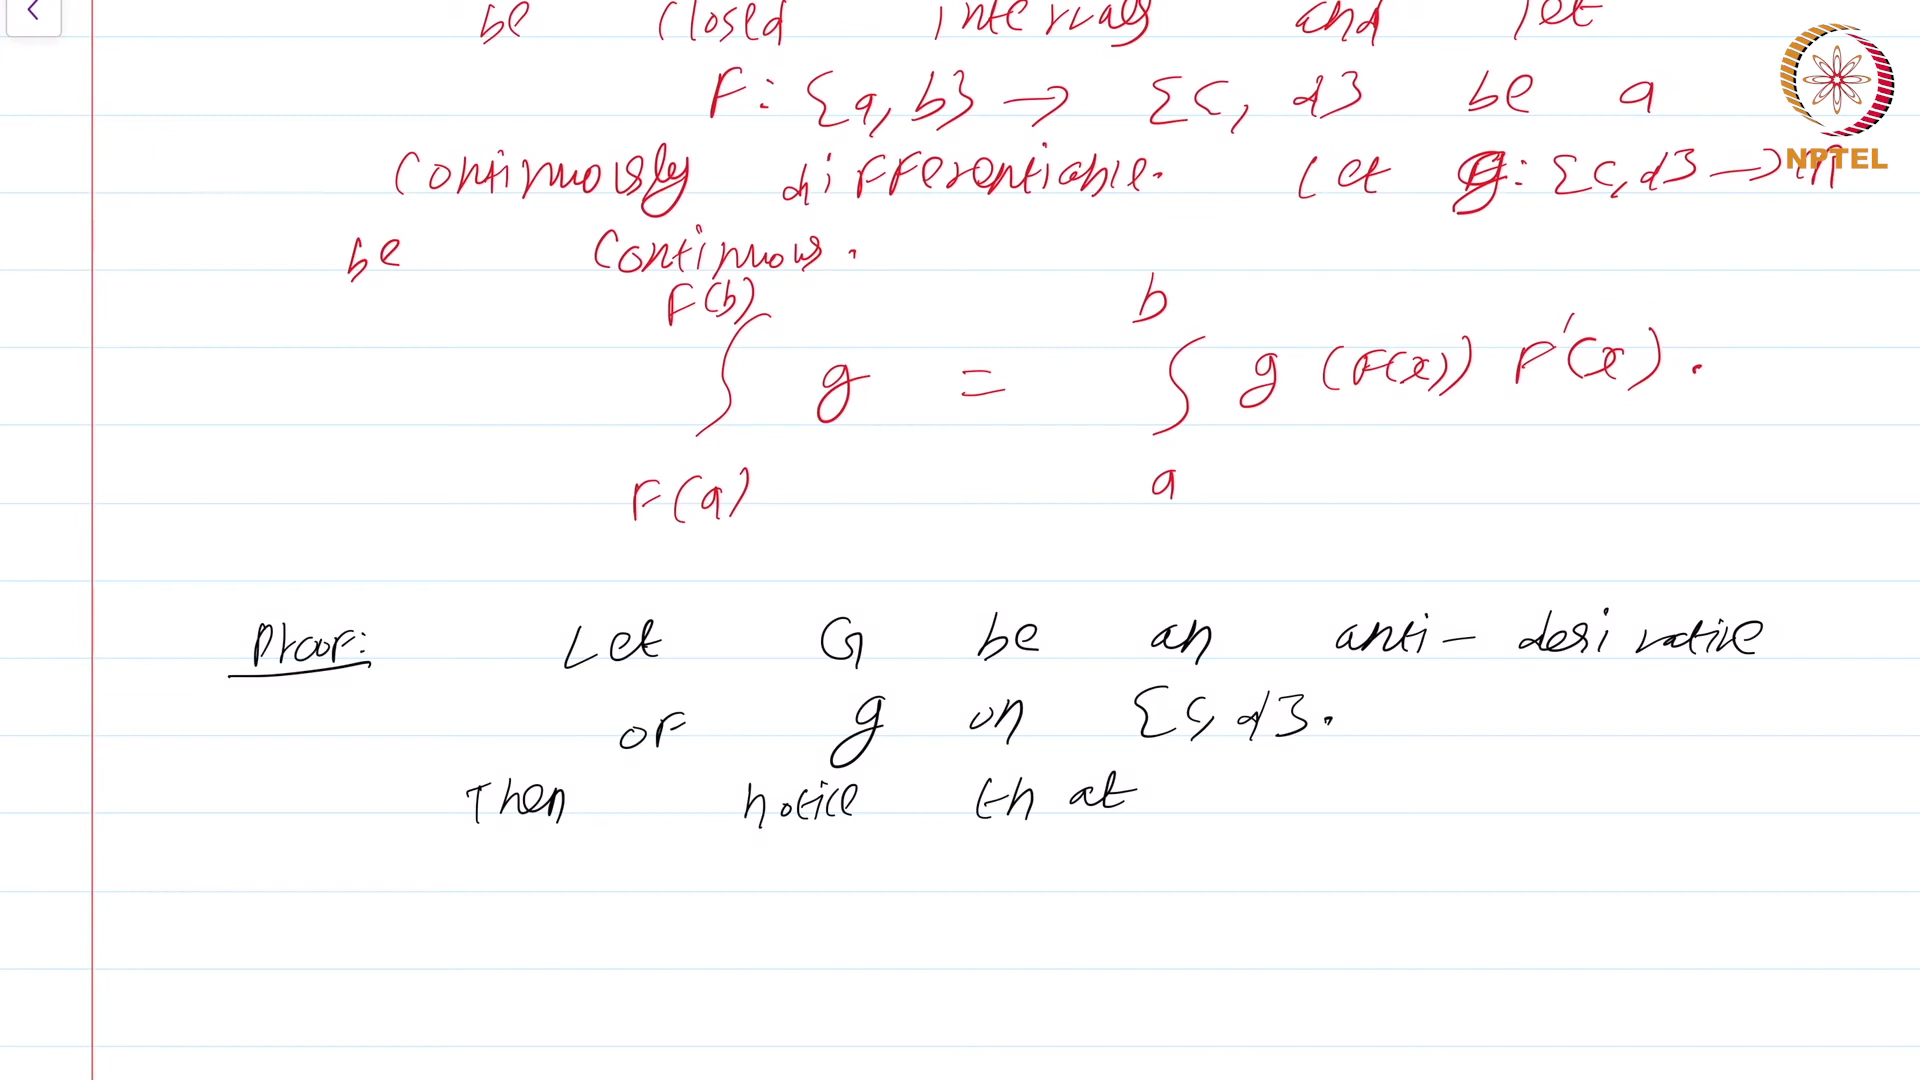 be closed intervals and let
F: [a, b] → [c, d] be a
continuously differentiable. Let g: [c, d] → ℝ
be continuous.
∫_{F(a)}^{F(b)} g = ∫_a^b g (F(x)) F'(x).
Proof: Let G be an anti-derivative
of g on [c, d].
Then notice that
NPTEL